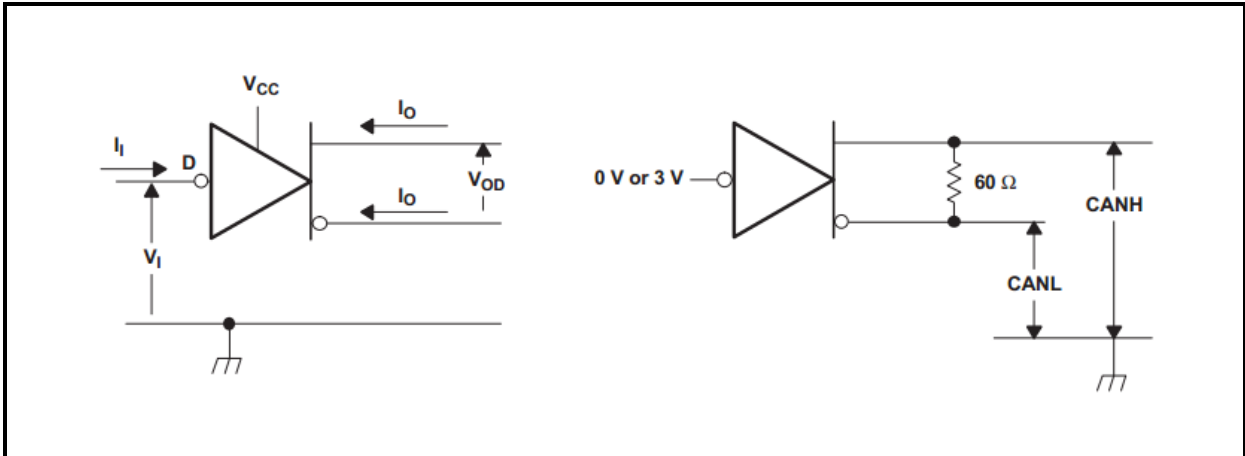 VCC
IO
II
D
VOD
IO
VI
0 V or 3 V
60 Ω
CANH
CANL